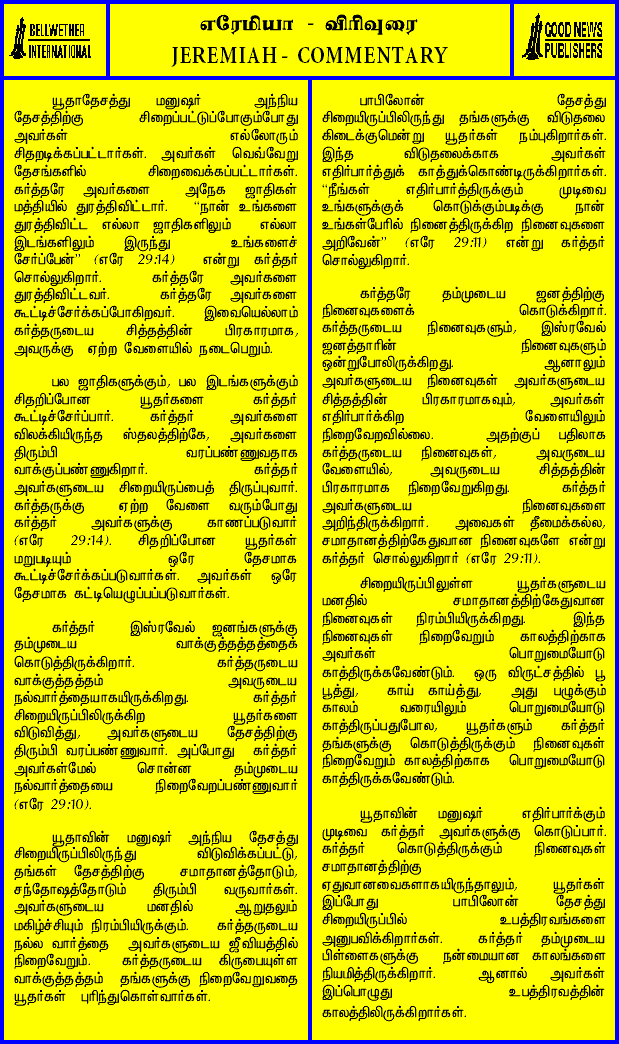 BELLWETHER
INTERNATIONAL
எரேமியா - விரிவுரை
JEREMIAH - COMMENTARY
GOOD NEWS
PUBLISHERS
யூதாதேசத்து மனுஷர் அந்நிய
தேசத்திற்கு சிறைப்பட்டுப்போகும்போது
அவர்கள் எல்லோரும்
சிதறடிக்கப்பட்டார்கள். அவர்கள் வெவ்வேறு
தேசங்களில் சிறைவைக்கப்பட்டார்கள்.
கர்த்தரே அவர்களை அநேக ஜாதிகள்
மத்தியில் துரத்திவிட்டார். “நான் உங்களை
துரத்திவிட்ட எல்லா ஜாதிகளிலும் எல்லா
இடங்களிலும் இருந்து உங்களைச்
சேர்ப்பேன்” (எரே 29:14) என்று கர்த்தர்
சொல்லுகிறார். கர்த்தரே அவர்களை
துரத்திவிட்டவர். கர்த்தரே அவர்களை
கூட்டிச்சேர்க்கப்போகிறவர். இவையெல்லாம்
கர்த்தருடைய சித்தத்தின் பிரகாரமாக,
அவருக்கு ஏற்ற வேளையில் நடைபெறும்.
பல ஜாதிகளுக்கும், பல இடங்களுக்கும்
சிதறிப்போன யூதர்களை கர்த்தர்
கூட்டிச்சேர்ப்பார். கர்த்தர் அவர்களை
விலக்கியிருந்த ஸ்தலத்திற்கே, அவர்களை
திரும்பி வரப்பண்ணுவதாக
வாக்குப்பண்ணுகிறார். கர்த்தர்
அவர்களுடைய சிறையிருப்பைத் திருப்புவார்.
கர்த்தருக்கு ஏற்ற வேளை வரும்போது
கர்த்தர் அவர்களுக்கு காணப்படுவார்
(எரே 29:14). சிதறிப்போன யூதர்கள்
மறுபடியும் ஒரே தேசமாக
கூட்டிச்சேர்க்கப்படுவார்கள். அவர்கள் ஒரே
தேசமாக கட்டியெழுப்பப்படுவார்கள்.
கர்த்தர் இஸ்ரவேல் ஜனங்களுக்கு
தம்முடைய வாக்குத்தத்தத்தைக்
கொடுத்திருக்கிறார். கர்த்தருடைய
வாக்குத்தத்தம் அவருடைய
நல்வார்த்தையாகயிருக்கிறது. கர்த்தர்
சிறையிருப்பிலிருக்கிற யூதர்களை
விடுவித்து, அவர்களுடைய தேசத்திற்கு
திரும்பி வரப்பண்ணுவார். அப்போது கர்த்தர்
அவர்கள்மேல் சொன்ன தம்முடைய
நல்வார்த்தையை நிறைவேறப்பண்ணுவார்
(எரே 29:10).
யூதாவின் மனுஷர் அந்நிய தேசத்து
சிறையிருப்பிலிருந்து விடுவிக்கப்பட்டு,
தங்கள் தேசத்திற்கு சமாதானத்தோடும்,
சந்தோஷத்தோடும் திரும்பி வருவார்கள்.
அவர்களுடைய மனதில் ஆறுதலும்
மகிழ்ச்சியும் நிரம்பியிருக்கும். கர்த்தருடைய
நல்ல வார்த்தை அவர்களுடைய ஜீவியத்தில்
நிறைவேறும். கர்த்தருடைய கிருபையுள்ள
வாக்குத்தத்தம் தங்களுக்கு நிறைவேறுவதை
யூதர்கள் புரிந்துகொள்வார்கள்.
பாபிலோன் தேசத்து
சிறையிருப்பிலிருந்து தங்களுக்கு விடுதலை
கிடைக்குமென்று யூதர்கள் நம்புகிறார்கள்.
இந்த விடுதலைக்காக அவர்கள்
எதிர்பார்த்துக் காத்துக்கொண்டிருக்கிறார்கள்.
“நீங்கள் எதிர்பார்த்திருக்கும் முடிவை
உங்களுக்குக் கொடுக்கும்படிக்கு நான்
உங்கள்பேரில் நினைத்திருக்கிற நினைவுகளை
அறிவேன்” (எரே 29:11) என்று கர்த்தர்
சொல்லுகிறார்.
கர்த்தரே தம்முடைய ஜனத்திற்கு
நினைவுகளைக் கொடுக்கிறார்.
கர்த்தருடைய நினைவுகளும், இஸ்ரவேல்
ஜனத்தாரின் நினைவுகளும்
ஒன்றுபோலிருக்கிறது. ஆனாலும்
அவர்களுடைய நினைவுகள் அவர்களுடைய
சித்தத்தின் பிரகாரமாகவும், அவர்கள்
எதிர்பார்க்கிற வேளையிலும்
நிறைவேறவில்லை. அதற்குப் பதிலாக
கர்த்தருடைய நினைவுகள், அவருடைய
வேளையில், அவருடைய சித்தத்தின்
பிரகாரமாக நிறைவேறுகிறது. கர்த்தர்
அவர்களுடைய நினைவுகளை
அறிந்திருக்கிறார். அவைகள் தீமைக்கல்ல,
சமாதானத்திற்கேதுவான நினைவுகளே என்று
கர்த்தர் சொல்லுகிறார் (எரே 29:11).
சிறையிருப்பிலுள்ள யூதர்களுடைய
மனதில் சமாதானத்திற்கேதுவான
நினைவுகள் நிரம்பியிருக்கிறது. இந்த
நினைவுகள் நிறைவேறும் காலத்திற்காக
அவர்கள் பொறுமையோடு
காத்திருக்கவேண்டும். ஒரு விருட்சத்தில் பூ
பூத்து, காய் காய்த்து, அது பழுக்கும்
காலம் வரையிலும் பொறுமையோடு
காத்திருப்பதுபோல, யூதர்களும் கர்த்தர்
தங்களுக்கு கொடுத்திருக்கும் நினைவுகள்
நிறைவேறும் காலத்திற்காக பொறுமையோடு
காத்திருக்கவேண்டும்.
யூதாவின் மனுஷர் எதிர்பார்க்கும்
முடிவை கர்த்தர் அவர்களுக்கு கொடுப்பார்.
கர்த்தர் கொடுத்திருக்கும் நினைவுகள்
சமாதானத்திற்கு
ஏதுவானவைகளாகயிருந்தாலும், யூதர்கள்
இப்போது பாபிலோன் தேசத்து
சிறையிருப்பில் உபத்திரவங்களை
அனுபவிக்கிறார்கள். கர்த்தர் தம்முடைய
பிள்ளைகளுக்கு நன்மையான காலங்களை
நியமித்திருக்கிறார். ஆனால் அவர்கள்
இப்பொழுது உபத்திரவத்தின்
காலத்திலிருக்கிறார்கள்.